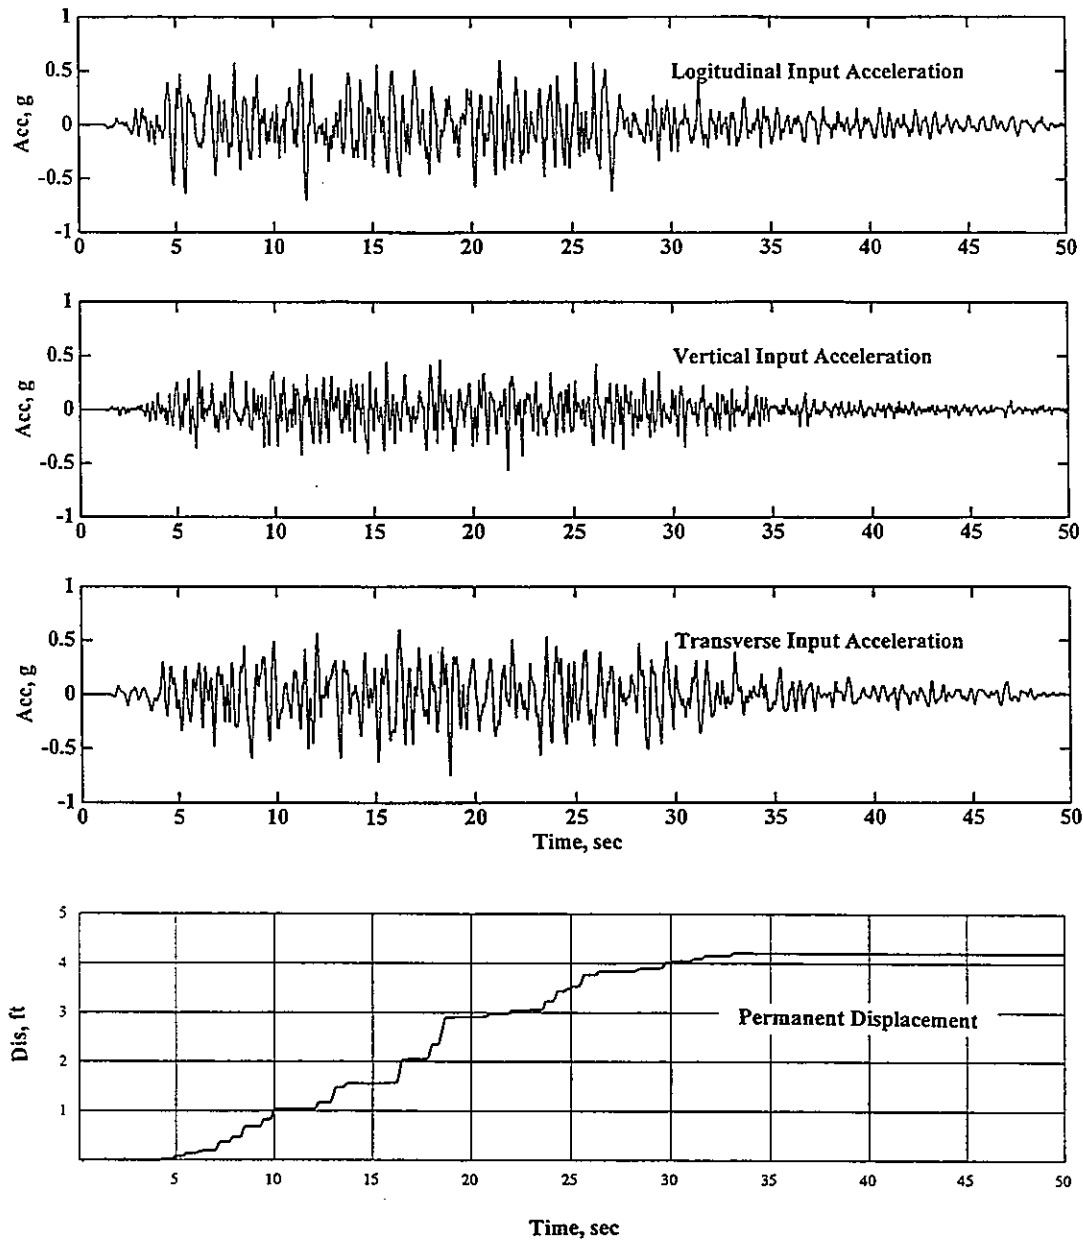 1
0.5
0
-0.5
-1
Acc, g
Logitudinal Input Acceleration
0 5 10 15 20 25 30 35 40 45 50
1
0.5
0
-0.5
-1
Acc, g
Vertical Input Acceleration
0 5 10 15 20 25 30 35 40 45 50
1
0.5
0
-0.5
-1
Acc, g
Transverse Input Acceleration
0 5 10 15 20 25 30 35 40 45 50
Time, sec
5
4
3
2
1
Dis, ft
Permanent Displacement
5 10 15 20 25 30 35 40 45 50
Time, sec